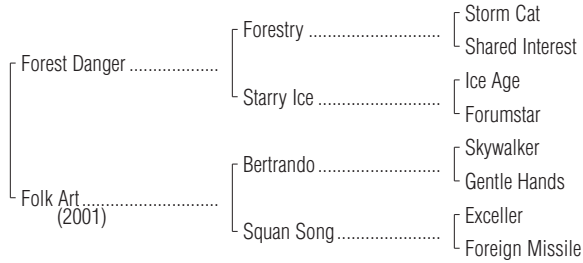 Storm Cat
Forestry ........................
Shared Interest
Forest Danger ................
Ice Age
Starry Ice ......................
Forumstar
Skywalker
Bertrando ......................
Gentle Hands
Folk Art.........................
(2001)
Exceller
Squan Song...................
Foreign Missile